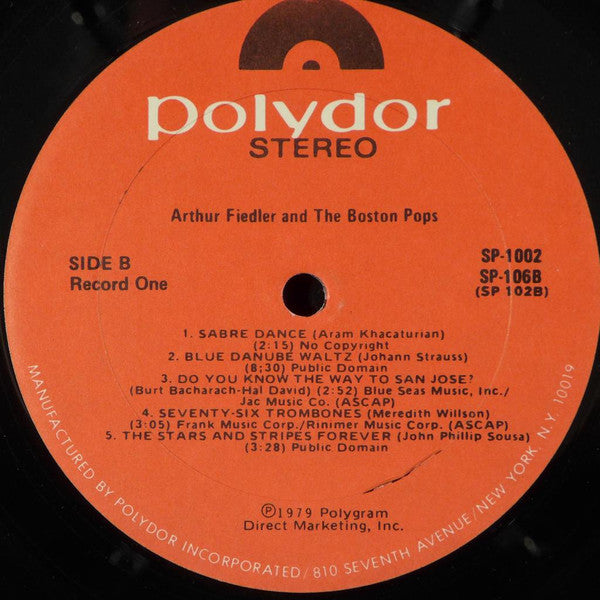 polydor
STEREO
Arthur Fiedler and The Boston Pops
SIDE B
Record One
SP-1002
SP-106B
(SP 102B)
1. SABRE DANCE (Aram Khacaturian)
(2:15) No Copyright
2. BLUE DANUBE WALTZ (Johann Strauss)
(8;30) Public Domain
3. DO YOU KNOW THE WAY TO SAN JOSE?
(Burt Bacharach-Hal David) (2:52) Blue Seas Music, Inc./
Jac Music Co. (ASCAP)
4. SEVENTY-SIX TROMBONES (Meredith Willson)
(3:05) Frank Music Corp./Rinimer Music Corp. (ASCAP)
5. THE STARS AND STRIPES FOREVER (John Phillip Sousa)
(3:28) Public Domain
Ⓟ1979 Polygram
Direct Marketing, Inc.
MANUFACTURED BY POLYDOR INCORPORATED/810 SEVENTH AVENUE/NEW YORK, N.Y. 10019